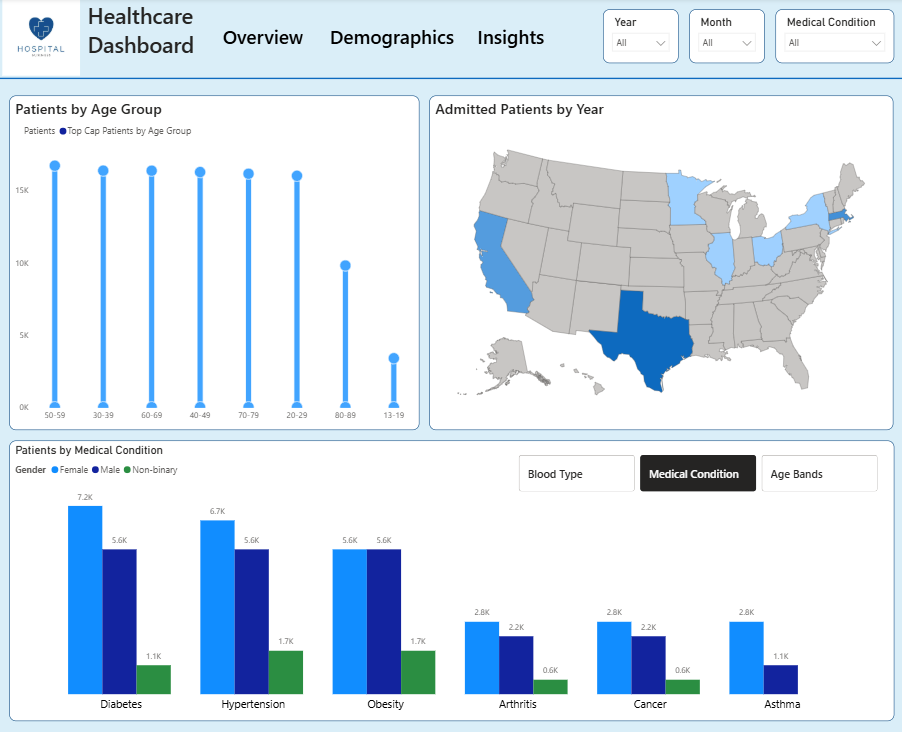 HOSPITAL
Healthcare
Dashboard
Overview
Demographics
Insights
Year
All
Month
All
Medical Condition
All
Patients by Age Group
Patients
Top Cap Patients by Age Group
15K
10K
5K
0K
50-59
30-39
60-69
40-49
70-79
20-29
80-89
13-19
Admitted Patients by Year
Patients by Medical Condition
Gender
Female
Male
Non-binary
Blood Type
Medical Condition
Age Bands
7.2K
5.6K
1.1K
6.7K
5.6K
1.7K
5.6K
5.6K
1.7K
2.8K
2.2K
0.6K
2.8K
2.2K
0.6K
2.8K
1.1K
Diabetes
Hypertension
Obesity
Arthritis
Cancer
Asthma